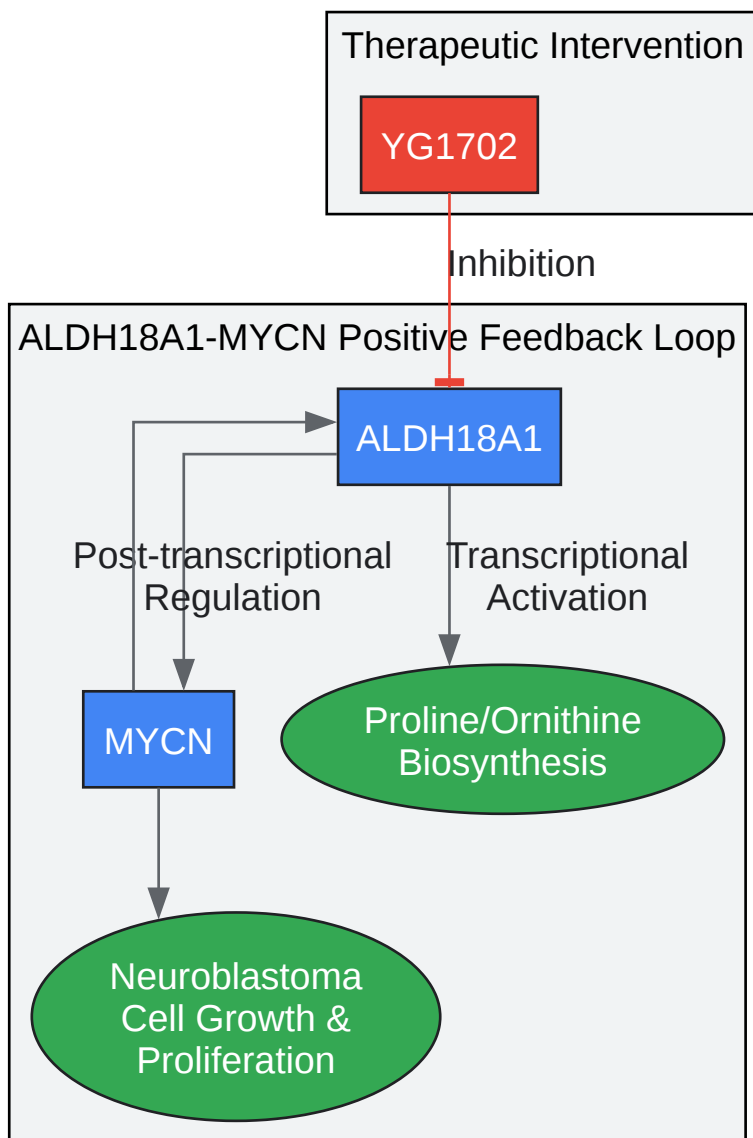 Therapeutic Intervention
YG1702
Inhibition
ALDH18A1-MYCN Positive Feedback Loop
ALDH18A1
Post-transcriptional
Regulation
Transcriptional
Activation
MYCN
Proline/Ornithine
Biosynthesis
Neuroblastoma
Cell Growth &
Proliferation